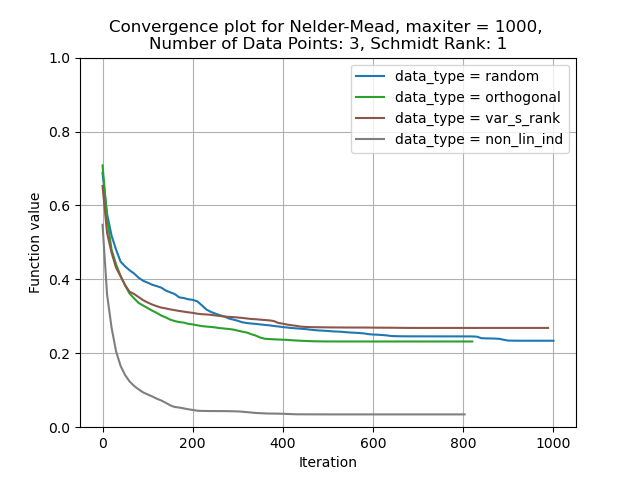 Convergence plot for Nelder-Mead, maxiter = 1000,
Number of Data Points: 3, Schmidt Rank: 1
data_type = random
data_type = orthogonal
data_type = var_s_rank
data_type = non_lin_ind
Function value
1.0
0.8
0.6
0.4
0.2
0.0
0 200 400 600 800 1000
Iteration